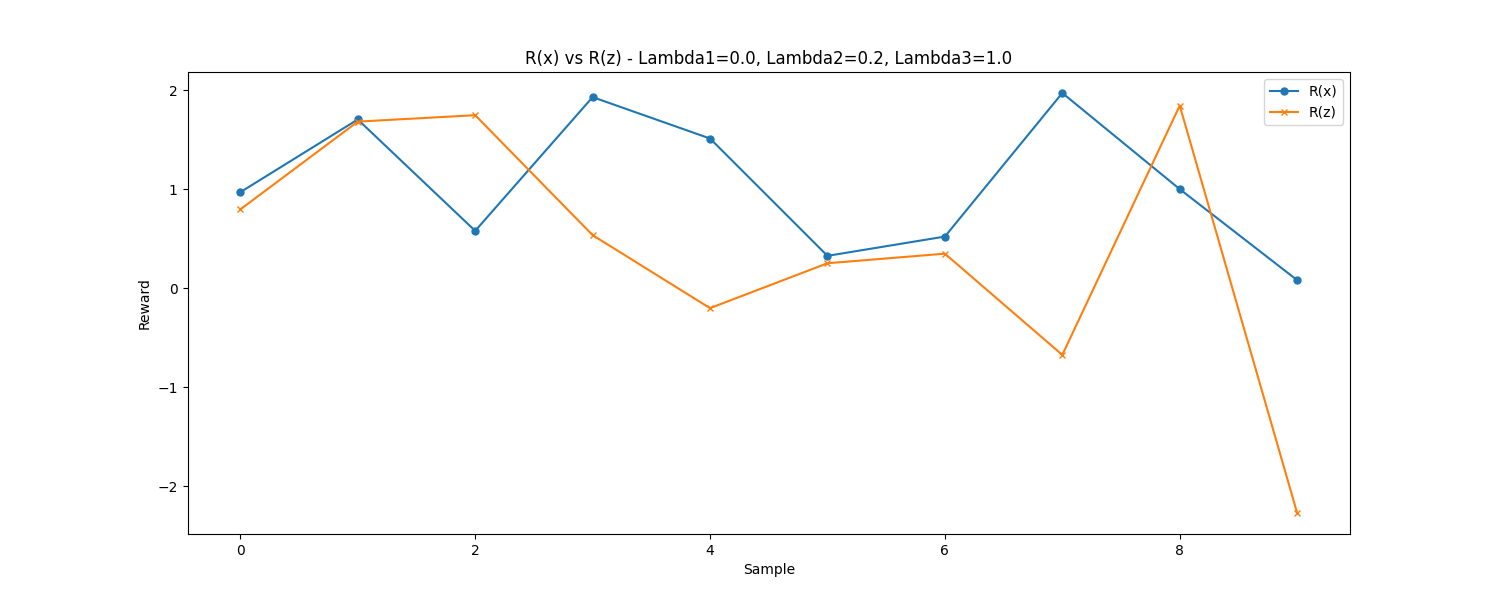 R(x) vs R(z) - Lambda1=0.0, Lambda2=0.2, Lambda3=1.0
R(x)
R(z)
Reward
2
1
0
−1
−2
0
2
4
6
8
Sample